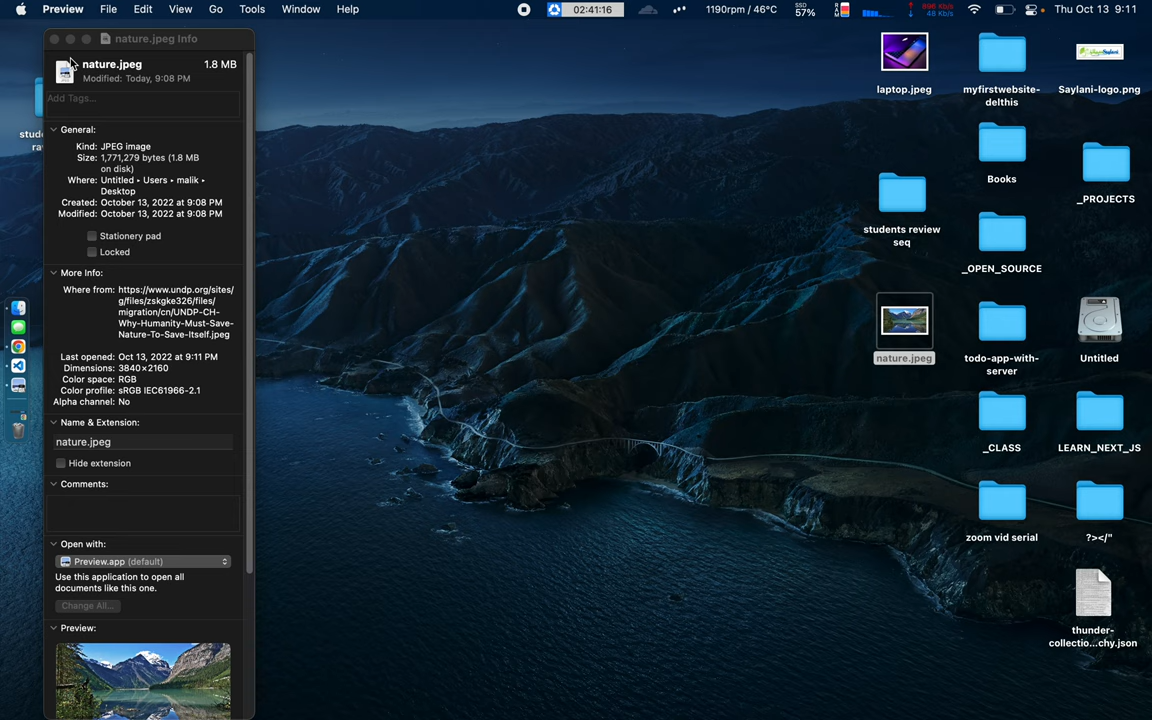 Preview File Edit View Go Tools Window Help 02:41:16 1190rpm / 46°C SSD 57% 996 Kb/s 48 Kb/s Thu Oct 13 9:11
nature.jpeg Info
nature.jpeg 1.8 MB
Modified: Today, 9:08 PM
Add Tags...
General:
Kind: JPEG image
Size: 1,771,279 bytes (1.8 MB
on disk)
Where: Untitled ▸ Users ▸ malik ▸
Desktop
Created: October 13, 2022 at 9:08 PM
Modified: October 13, 2022 at 9:08 PM
Stationery pad
Locked
More Info:
Where from: https://www.undp.org/sites/
g/files/zskgke326/files/
migration/cn/UNDP-CH-
Why-Humanity-Must-Save-
Nature-To-Save-Itself.jpeg
Last opened: Oct 13, 2022 at 9:11 PM
Dimensions: 3840×2160
Color space: RGB
Color profile: sRGB IEC61966-2.1
Alpha channel: No
Name & Extension:
nature.jpeg
Hide extension
Comments:
Open with:
Preview.app (default)
Use this application to open all
documents like this one.
Change All...
Preview:
laptop.jpeg
myfirstwebsite-
delthis
Saylani-logo.png
Books
_PROJECTS
students review
seq
_OPEN_SOURCE
nature.jpeg
todo-app-with-
server
Untitled
_CLASS
LEARN_NEXT_JS
zoom vid serial
?></"
thunder-
collectio...chy.json